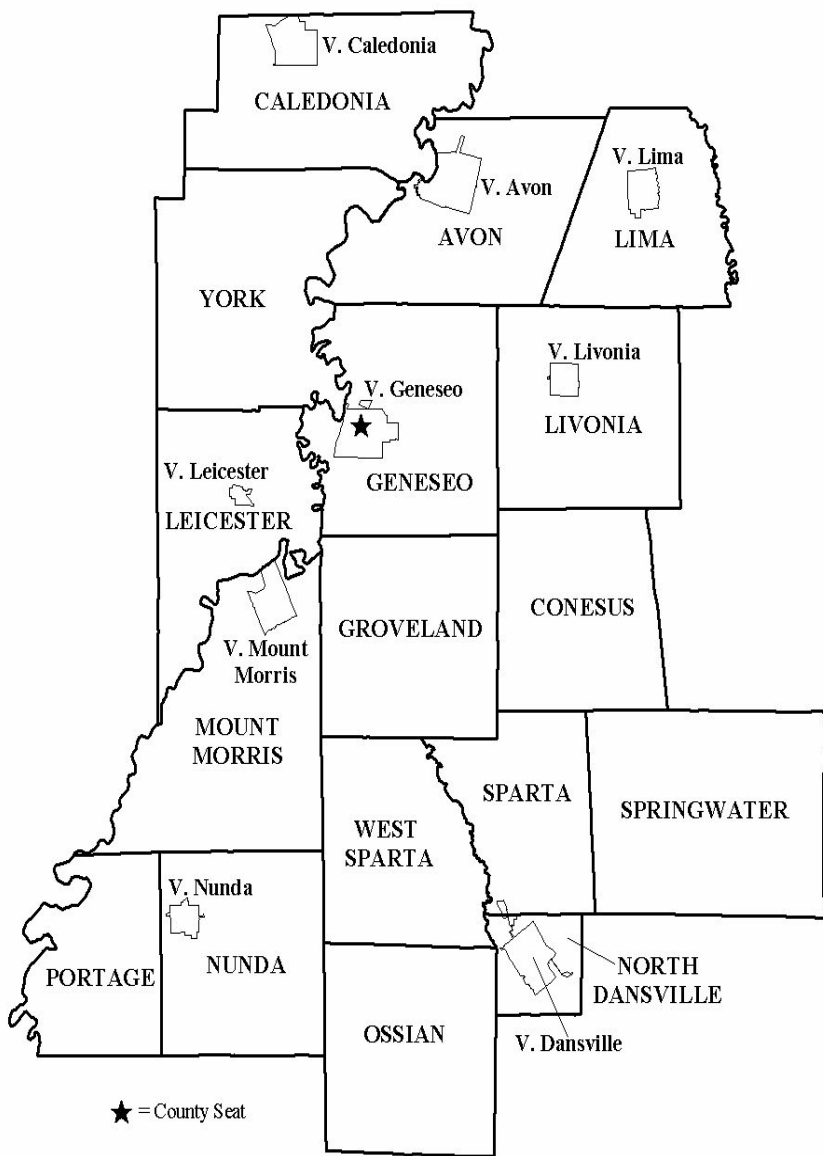 V. Caledonia
CALEDONIA
V. Lima
V. Avon
AVON
LIMA
YORK
V. Livonia
V. Geneseo
LIVONIA
V. Leicester
GENESEO
LEICESTER
CONESUS
GROVELAND
V. Mount
Morris
MOUNT
MORRIS
SPARTA
SPRINGWATER
WEST
SPARTA
V. Nunda
PORTAGE
NUNDA
NORTH
DANSVILLE
OSSIAN
V. Dansville
= County Seat